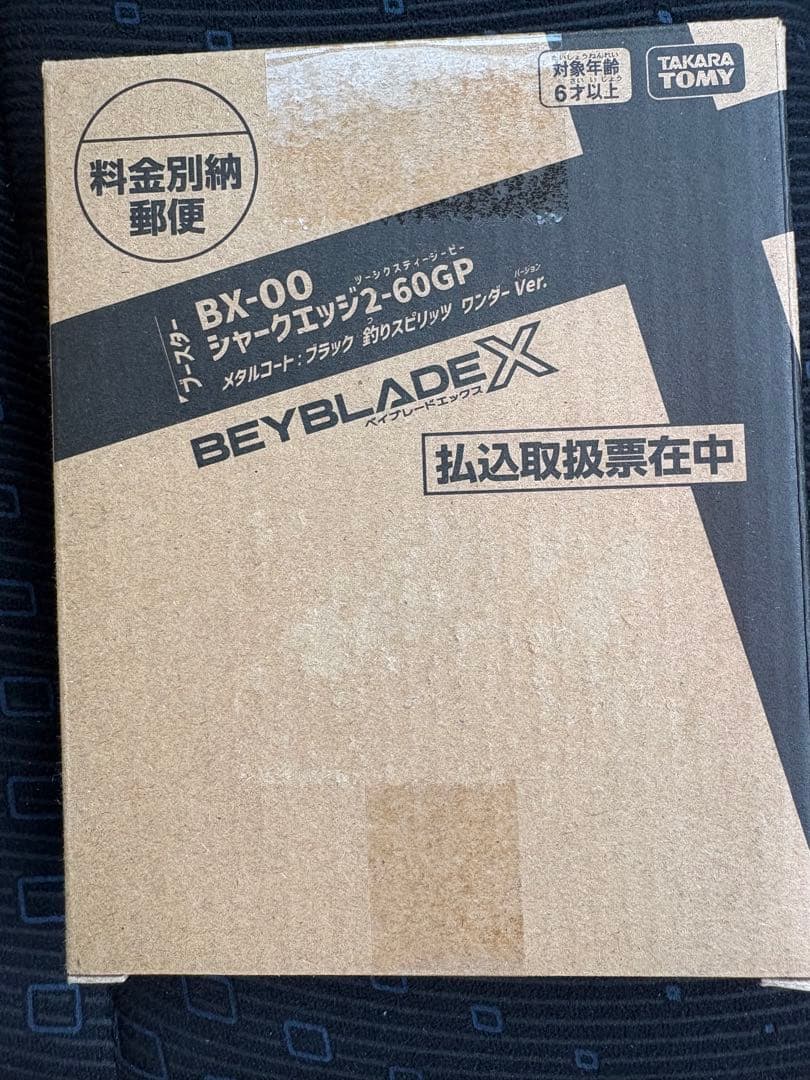 たいしょうねんれい
対象年齢
さいいじょう
6才以上
TAKARA
TOMY
料金別納
郵便
ブースター
BX-00
ツーシックスティージーピー
シャークエッジ2-60GP
つ
バージョン
メタルコート：ブラック 釣りスピリッツ ワンダー Ver.
BEYBLADE X
ベイブレードエックス
払込取扱票在中